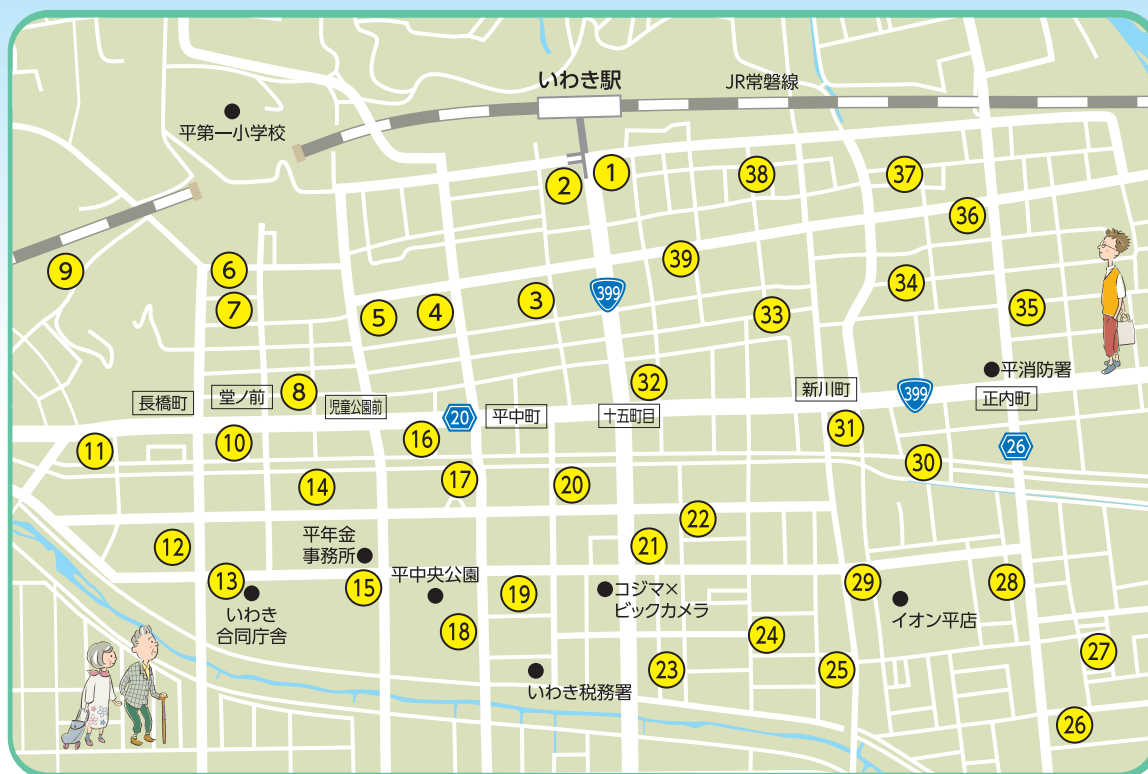 いわき駅
JR常磐線
平第一小学校
1
2
38
37
36
9
6
7
39
3
399
4
5
33
34
35
平消防署
長橋町
堂ノ前
8
児童公園前
20
平中町
32
十五町目
新川町
399
正内町
11
10
16
31
26
30
14
17
20
22
12
平年金
事務所
21
13
いわき
合同庁舎
15
平中央公園
19
コジマ×
ビックカメラ
29
イオン平店
28
18
24
27
いわき税務署
23
25
26